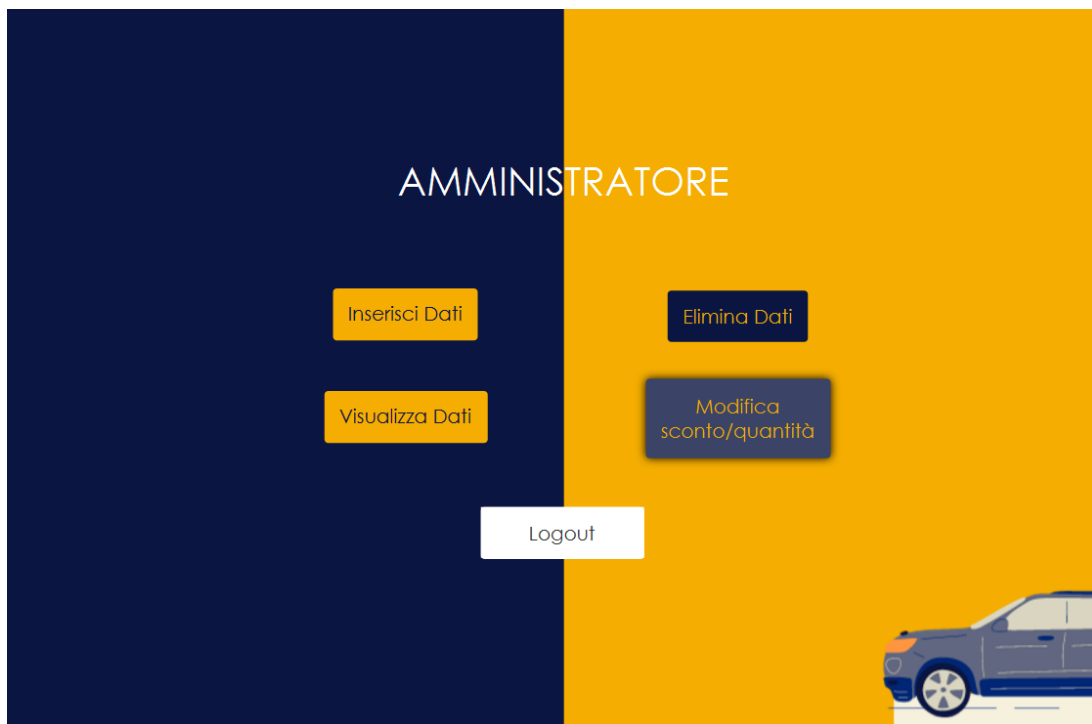 AMMINISTRATORE
Inserisci Dati
Elimina Dati
Visualizza Dati
Modifica
sconto/quantità
Logout